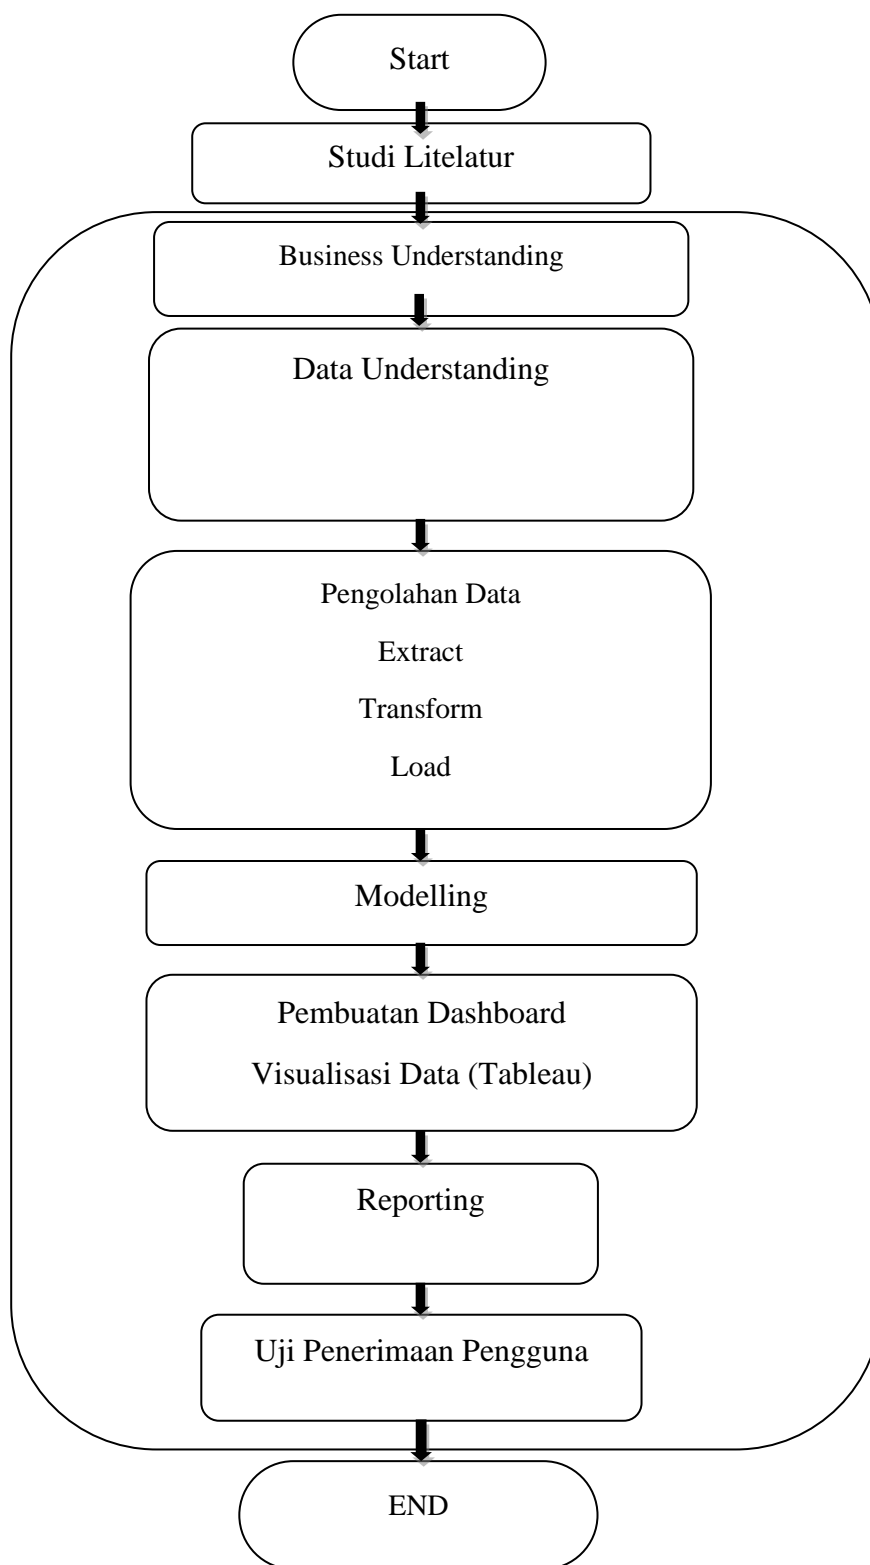 Start
Studi Litelatur
Business Understanding
Data Understanding
Pengolahan Data
Extract
Transform
Load
Modelling
Pembuatan Dashboard
Visualisasi Data (Tableau)
Reporting
Uji Penerimaan Pengguna
END